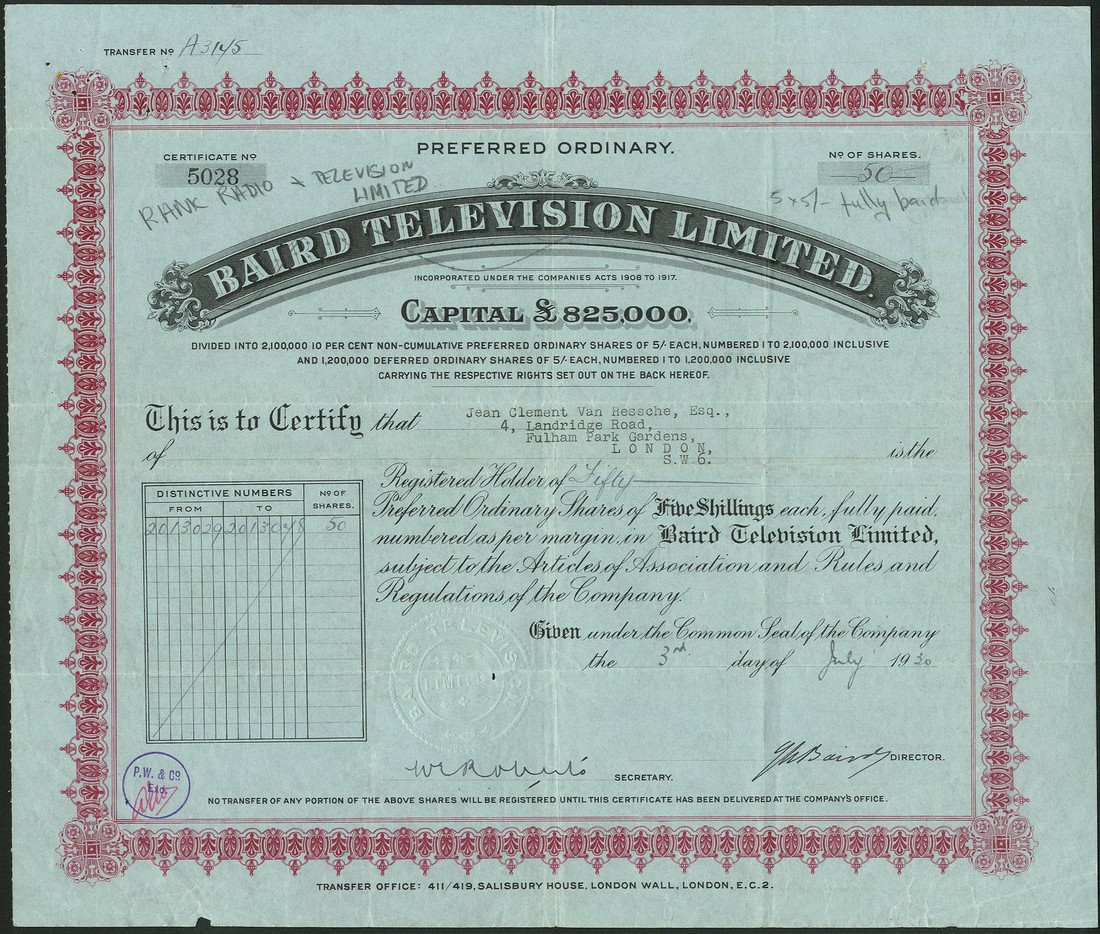 TRANSFER No A3145
PREFERRED ORDINARY.
CERTIFICATE No
5028
No OF SHARES.
50
RANK RADIO & TELEVISION
LIMITED
5 x 5/- fully paid
BAIRD TELEVISION LIMITED.
INCORPORATED UNDER THE COMPANIES ACTS 1908 TO 1917.
CAPITAL £825,000.
DIVIDED INTO 2,100,000 10 PER CENT NON-CUMULATIVE PREFERRED ORDINARY SHARES OF 5/- EACH, NUMBERED 1 TO 2,100,000 INCLUSIVE
AND 1,200,000 DEFERRED ORDINARY SHARES OF 5/- EACH, NUMBERED 1 TO 1,200,000 INCLUSIVE
CARRYING THE RESPECTIVE RIGHTS SET OUT ON THE BACK HEREOF.
This is to Certify that Jean Clement Van Hessche, Esq.,
4, Landridge Road,
Fulham Park Gardens,
of LONDON, is the
S.W.6.
Registered Holder of Fifty
Preferred Ordinary Shares of Five Shillings each, fully paid,
numbered as per margin, in Baird Television Limited,
subject to the Articles of Association and Rules and
Regulations of the Company.
DISTINCTIVE NUMBERS No OF
FROM TO SHARES.
2013029 2013078 50
Given under the Common Seal of the Company
the 3rd day of July 1930
BAIRD TELEVISION
LIMITED
P.W. & Co
Exd.
W C Roberts SECRETARY.
J L Baird DIRECTOR.
NO TRANSFER OF ANY PORTION OF THE ABOVE SHARES WILL BE REGISTERED UNTIL THIS CERTIFICATE HAS BEEN DELIVERED AT THE COMPANY'S OFFICE.
TRANSFER OFFICE: 411/419, SALISBURY HOUSE, LONDON WALL, LONDON, E.C.2.